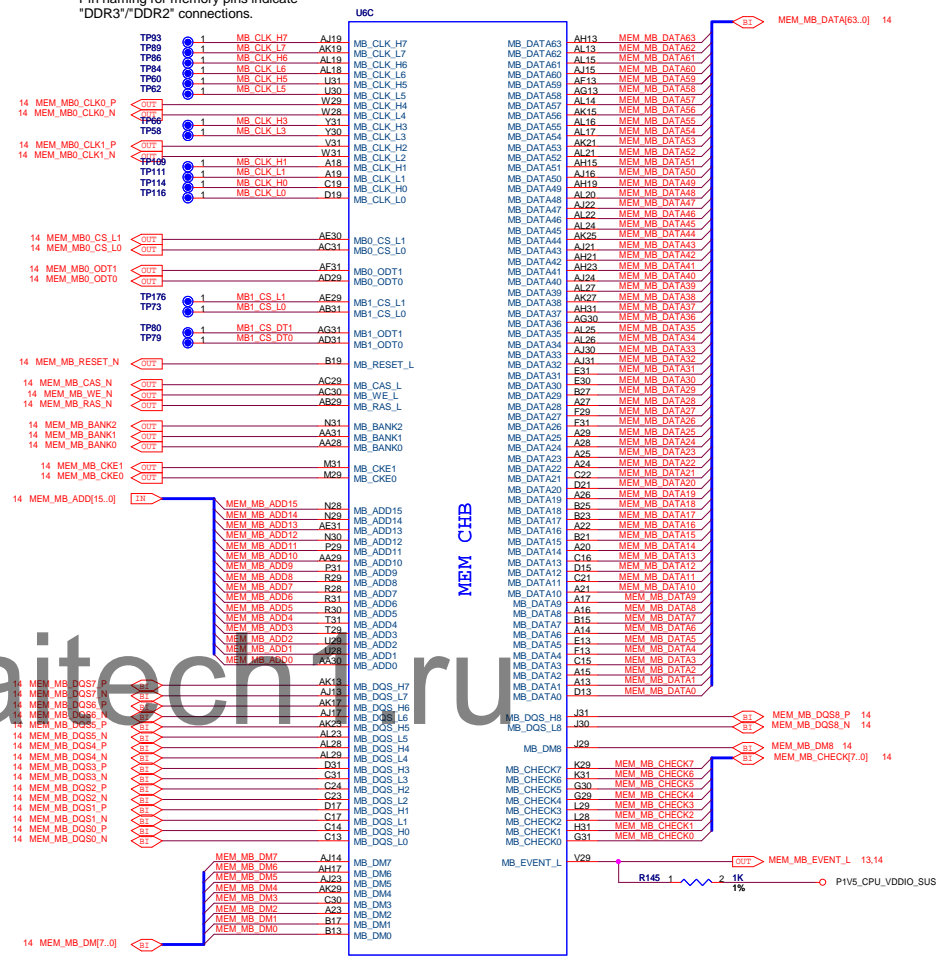 Pin naming for memory pins indicate
"DDR3"/"DDR2" connections.
U6C
MEM_MB_DATA[63..0] 14
TP93 1 MB_CLK_H7 AJ19 MB_CLK_H7
TP89 1 MB_CLK_L7 AK19 MB_CLK_L7
TP86 1 MB_CLK_H6 AL19 MB_CLK_H6
TP84 1 MB_CLK_L6 AL18 MB_CLK_L6
TP60 1 MB_CLK_H5 U31 MB_CLK_H5
TP62 1 MB_CLK_L5 U30 MB_CLK_L5
14 MEM_MB0_CLK0_P OUT W29 MB_CLK_H4
14 MEM_MB0_CLK0_N OUT W28 MB_CLK_L4
TP66 1 MB_CLK_H3 Y31 MB_CLK_H3
TP58 1 MB_CLK_L3 Y30 MB_CLK_L3
14 MEM_MB0_CLK1_P OUT V31 MB_CLK_H2
14 MEM_MB0_CLK1_N OUT W31 MB_CLK_L2
TP109 1 MB_CLK_H1 A18 MB_CLK_H1
TP111 1 MB_CLK_L1 A19 MB_CLK_L1
TP114 1 MB_CLK_H0 C19 MB_CLK_H0
TP116 1 MB_CLK_L0 D19 MB_CLK_L0
14 MEM_MB0_CS_L1 OUT AE30 MB0_CS_L1
14 MEM_MB0_CS_L0 OUT AC31 MB0_CS_L0
14 MEM_MB0_ODT1 OUT AF31 MB0_ODT1
14 MEM_MB0_ODT0 OUT AD29 MB0_ODT0
TP176 1 MB1_CS_L1 AE29 MB1_CS_L1
TP73 1 MB1_CS_L0 AB31 MB1_CS_L0
TP80 1 MB1_CS_DT1 AG31 MB1_ODT1
TP79 1 MB1_CS_DT0 AD31 MB1_ODT0
14 MEM_MB_RESET_N OUT B19 MB_RESET_L
14 MEM_MB_CAS_N OUT AC29 MB_CAS_L
14 MEM_MB_WE_N OUT AC30 MB_WE_L
14 MEM_MB_RAS_N OUT AB29 MB_RAS_L
14 MEM_MB_BANK2 OUT N31 MB_BANK2
14 MEM_MB_BANK1 OUT AA31 MB_BANK1
14 MEM_MB_BANK0 OUT AA28 MB_BANK0
14 MEM_MB_CKE1 OUT M31 MB_CKE1
14 MEM_MB_CKE0 OUT M29 MB_CKE0
14 MEM_MB_ADD[15..0] IN
MEM_MB_ADD15 N28 MB_ADD15
MEM_MB_ADD14 N29 MB_ADD14
MEM_MB_ADD13 AE31 MB_ADD13
MEM_MB_ADD12 N30 MB_ADD12
MEM_MB_ADD11 P29 MB_ADD11
MEM_MB_ADD10 AA29 MB_ADD10
MEM_MB_ADD9 P31 MB_ADD9
MEM_MB_ADD8 R29 MB_ADD8
MEM_MB_ADD7 R28 MB_ADD7
MEM_MB_ADD6 R31 MB_ADD6
MEM_MB_ADD5 R30 MB_ADD5
MEM_MB_ADD4 T31 MB_ADD4
MEM_MB_ADD3 T29 MB_ADD3
MEM_MB_ADD2 U29 MB_ADD2
MEM_MB_ADD1 U28 MB_ADD1
MEM_MB_ADD0 AA30 MB_ADD0
14 MEM_MB_DQS7_P BI AK13 MB_DQS_H7
14 MEM_MB_DQS7_N BI AJ13 MB_DQS_L7
14 MEM_MB_DQS6_P BI AK17 MB_DQS_H6
14 MEM_MB_DQS6_N BI AJ17 MB_DQS_L6
14 MEM_MB_DQS5_P BI AK23 MB_DQS_H5
14 MEM_MB_DQS5_N BI AL23 MB_DQS_L5
14 MEM_MB_DQS4_P BI AL28 MB_DQS_H4
14 MEM_MB_DQS4_N BI AL29 MB_DQS_L4
14 MEM_MB_DQS3_P BI D31 MB_DQS_H3
14 MEM_MB_DQS3_N BI C31 MB_DQS_L3
14 MEM_MB_DQS2_P BI C24 MB_DQS_H2
14 MEM_MB_DQS2_N BI C23 MB_DQS_L2
14 MEM_MB_DQS1_P BI D17 MB_DQS_H1
14 MEM_MB_DQS1_N BI C17 MB_DQS_L1
14 MEM_MB_DQS0_P BI C14 MB_DQS_H0
14 MEM_MB_DQS0_N BI C13 MB_DQS_L0
MEM_MB_DM7 AJ14 MB_DM7
MEM_MB_DM6 AH17 MB_DM6
MEM_MB_DM5 AJ23 MB_DM5
MEM_MB_DM4 AK29 MB_DM4
MEM_MB_DM3 C30 MB_DM3
MEM_MB_DM2 A23 MB_DM2
MEM_MB_DM1 B17 MB_DM1
MEM_MB_DM0 B13 MB_DM0
14 MEM_MB_DM[7..0] BI
MEM CHB
MB_DATA63 AH13 MEM_MB_DATA63
MB_DATA62 AL13 MEM_MB_DATA62
MB_DATA61 AL15 MEM_MB_DATA61
MB_DATA60 AJ15 MEM_MB_DATA60
MB_DATA59 AF13 MEM_MB_DATA59
MB_DATA58 AG13 MEM_MB_DATA58
MB_DATA57 AL14 MEM_MB_DATA57
MB_DATA56 AK15 MEM_MB_DATA56
MB_DATA55 AL16 MEM_MB_DATA55
MB_DATA54 AL17 MEM_MB_DATA54
MB_DATA53 AK21 MEM_MB_DATA53
MB_DATA52 AL21 MEM_MB_DATA52
MB_DATA51 AH15 MEM_MB_DATA51
MB_DATA50 AJ16 MEM_MB_DATA50
MB_DATA49 AH19 MEM_MB_DATA49
MB_DATA48 AL20 MEM_MB_DATA48
MB_DATA47 AJ22 MEM_MB_DATA47
MB_DATA46 AL22 MEM_MB_DATA46
MB_DATA45 AL24 MEM_MB_DATA45
MB_DATA44 AK25 MEM_MB_DATA44
MB_DATA43 AJ21 MEM_MB_DATA43
MB_DATA42 AH21 MEM_MB_DATA42
MB_DATA41 AH23 MEM_MB_DATA41
MB_DATA40 AJ24 MEM_MB_DATA40
MB_DATA39 AL27 MEM_MB_DATA39
MB_DATA38 AK27 MEM_MB_DATA38
MB_DATA37 AH31 MEM_MB_DATA37
MB_DATA36 AG30 MEM_MB_DATA36
MB_DATA35 AL25 MEM_MB_DATA35
MB_DATA34 AL26 MEM_MB_DATA34
MB_DATA33 AJ30 MEM_MB_DATA33
MB_DATA32 AJ31 MEM_MB_DATA32
MB_DATA31 E31 MEM_MB_DATA31
MB_DATA30 E30 MEM_MB_DATA30
MB_DATA29 B27 MEM_MB_DATA29
MB_DATA28 A27 MEM_MB_DATA28
MB_DATA27 F29 MEM_MB_DATA27
MB_DATA26 F31 MEM_MB_DATA26
MB_DATA25 A29 MEM_MB_DATA25
MB_DATA24 A28 MEM_MB_DATA24
MB_DATA23 A25 MEM_MB_DATA23
MB_DATA22 A24 MEM_MB_DATA22
MB_DATA21 C22 MEM_MB_DATA21
MB_DATA20 D21 MEM_MB_DATA20
MB_DATA19 A26 MEM_MB_DATA19
MB_DATA18 B25 MEM_MB_DATA18
MB_DATA17 B23 MEM_MB_DATA17
MB_DATA16 A22 MEM_MB_DATA16
MB_DATA15 B21 MEM_MB_DATA15
MB_DATA14 A20 MEM_MB_DATA14
MB_DATA13 C16 MEM_MB_DATA13
MB_DATA12 D15 MEM_MB_DATA12
MB_DATA11 C21 MEM_MB_DATA11
MB_DATA10 A21 MEM_MB_DATA10
MB_DATA9 A17 MEM_MB_DATA9
MB_DATA8 A16 MEM_MB_DATA8
MB_DATA7 B15 MEM_MB_DATA7
MB_DATA6 A14 MEM_MB_DATA6
MB_DATA5 E13 MEM_MB_DATA5
MB_DATA4 F13 MEM_MB_DATA4
MB_DATA3 C15 MEM_MB_DATA3
MB_DATA2 A15 MEM_MB_DATA2
MB_DATA1 A13 MEM_MB_DATA1
MB_DATA0 D13 MEM_MB_DATA0
MB_DQS_H8 J31 BI MEM_MB_DQS8_P 14
MB_DQS_L8 J30 BI MEM_MB_DQS8_N 14
MB_DM8 J29 BI MEM_MB_DM8 14
BI MEM_MB_CHECK[7..0] 14
MB_CHECK7 K29 MEM_MB_CHECK7
MB_CHECK6 K31 MEM_MB_CHECK6
MB_CHECK5 G30 MEM_MB_CHECK5
MB_CHECK4 G29 MEM_MB_CHECK4
MB_CHECK3 L29 MEM_MB_CHECK3
MB_CHECK2 L28 MEM_MB_CHECK2
MB_CHECK1 H31 MEM_MB_CHECK1
MB_CHECK0 G31 MEM_MB_CHECK0
MB_EVENT_L V29 OUT MEM_MB_EVENT_L 13,14
R145 1 2 1K P1V5_CPU_VDDIO_SUS
1%
aitech1.ru